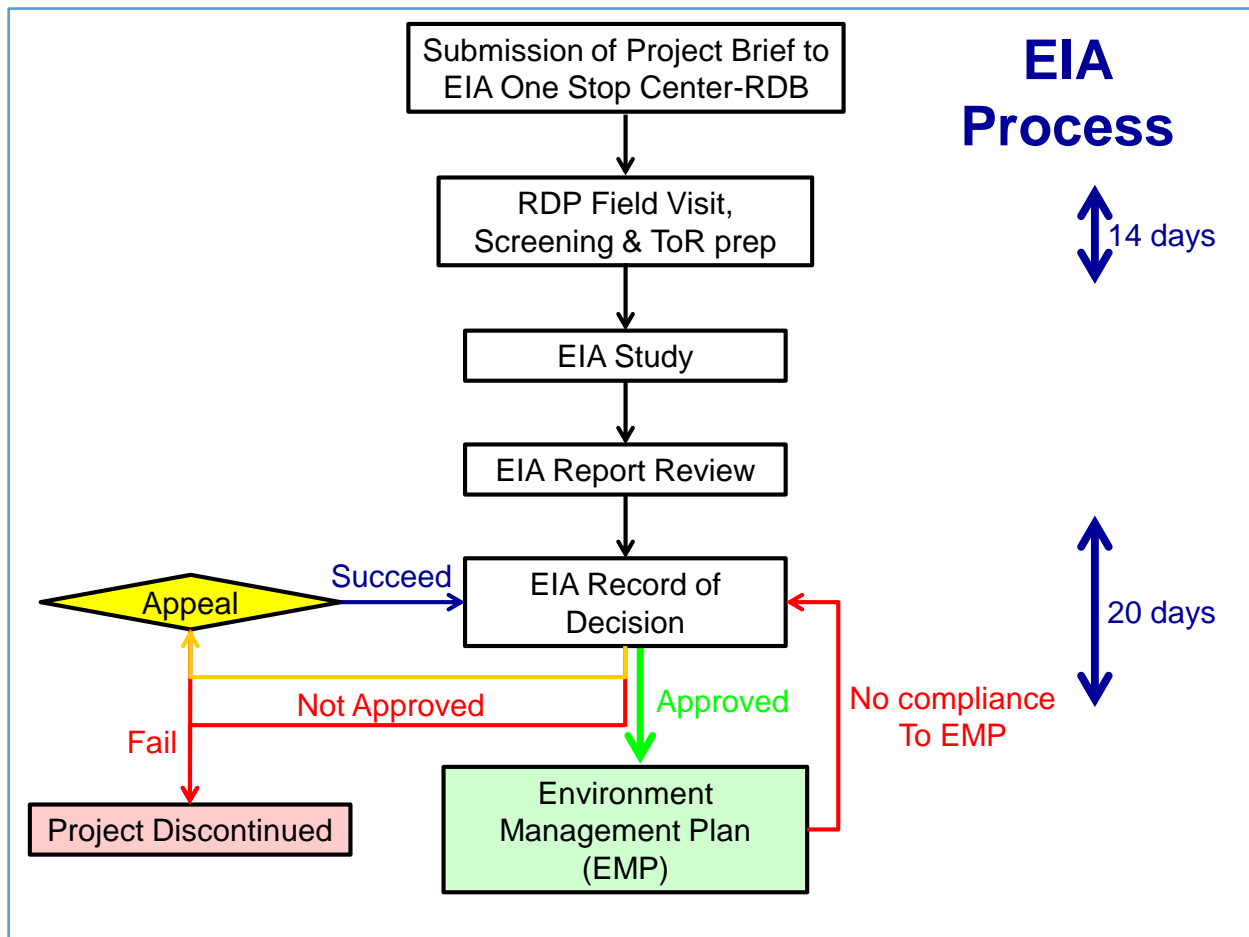 Submission of Project Brief to
EIA One Stop Center-RDB
EIA
Process
RDP Field Visit,
Screening & ToR prep
14 days
EIA Study
EIA Report Review
Appeal
Succeed
EIA Record of
Decision
20 days
Not Approved
Approved
No compliance
To EMP
Fail
Project Discontinued
Environment
Management Plan
(EMP)